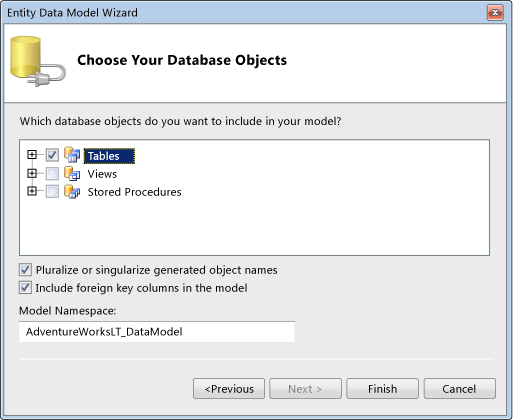 Entity Data Model Wizard
Choose Your Database Objects
Which database objects do you want to include in your model?
Tables
Views
Stored Procedures
Pluralize or singularize generated object names
Include foreign key columns in the model
Model Namespace:
AdventureWorksLT_DataModel
<Previous
Next >
Finish
Cancel